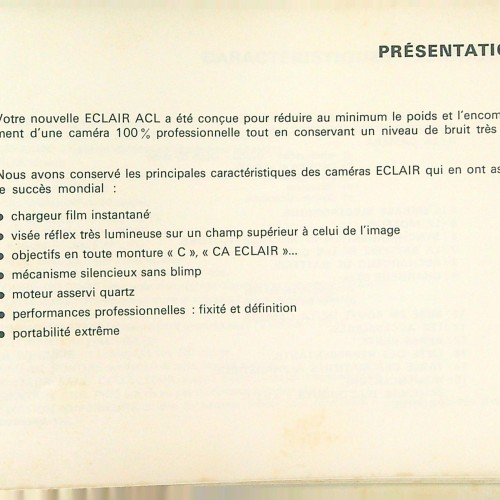 PRÉSENTATIO
Votre nouvelle ECLAIR ACL a été conçue pour réduire au minimum le poids et l'encom
ment d'une caméra 100 % professionnelle tout en conservant un niveau de bruit très
Nous avons conservé les principales caractéristiques des caméras ECLAIR qui en ont as
e succès mondial :
• chargeur film instantané
• visée réflex très lumineuse sur un champ supérieur à celui de l'image
• objectifs en toute monture « C », « CA ECLAIR »...
• mécanisme silencieux sans blimp
• moteur asservi quartz
• performances professionnelles : fixité et définition
• portabilité extrême